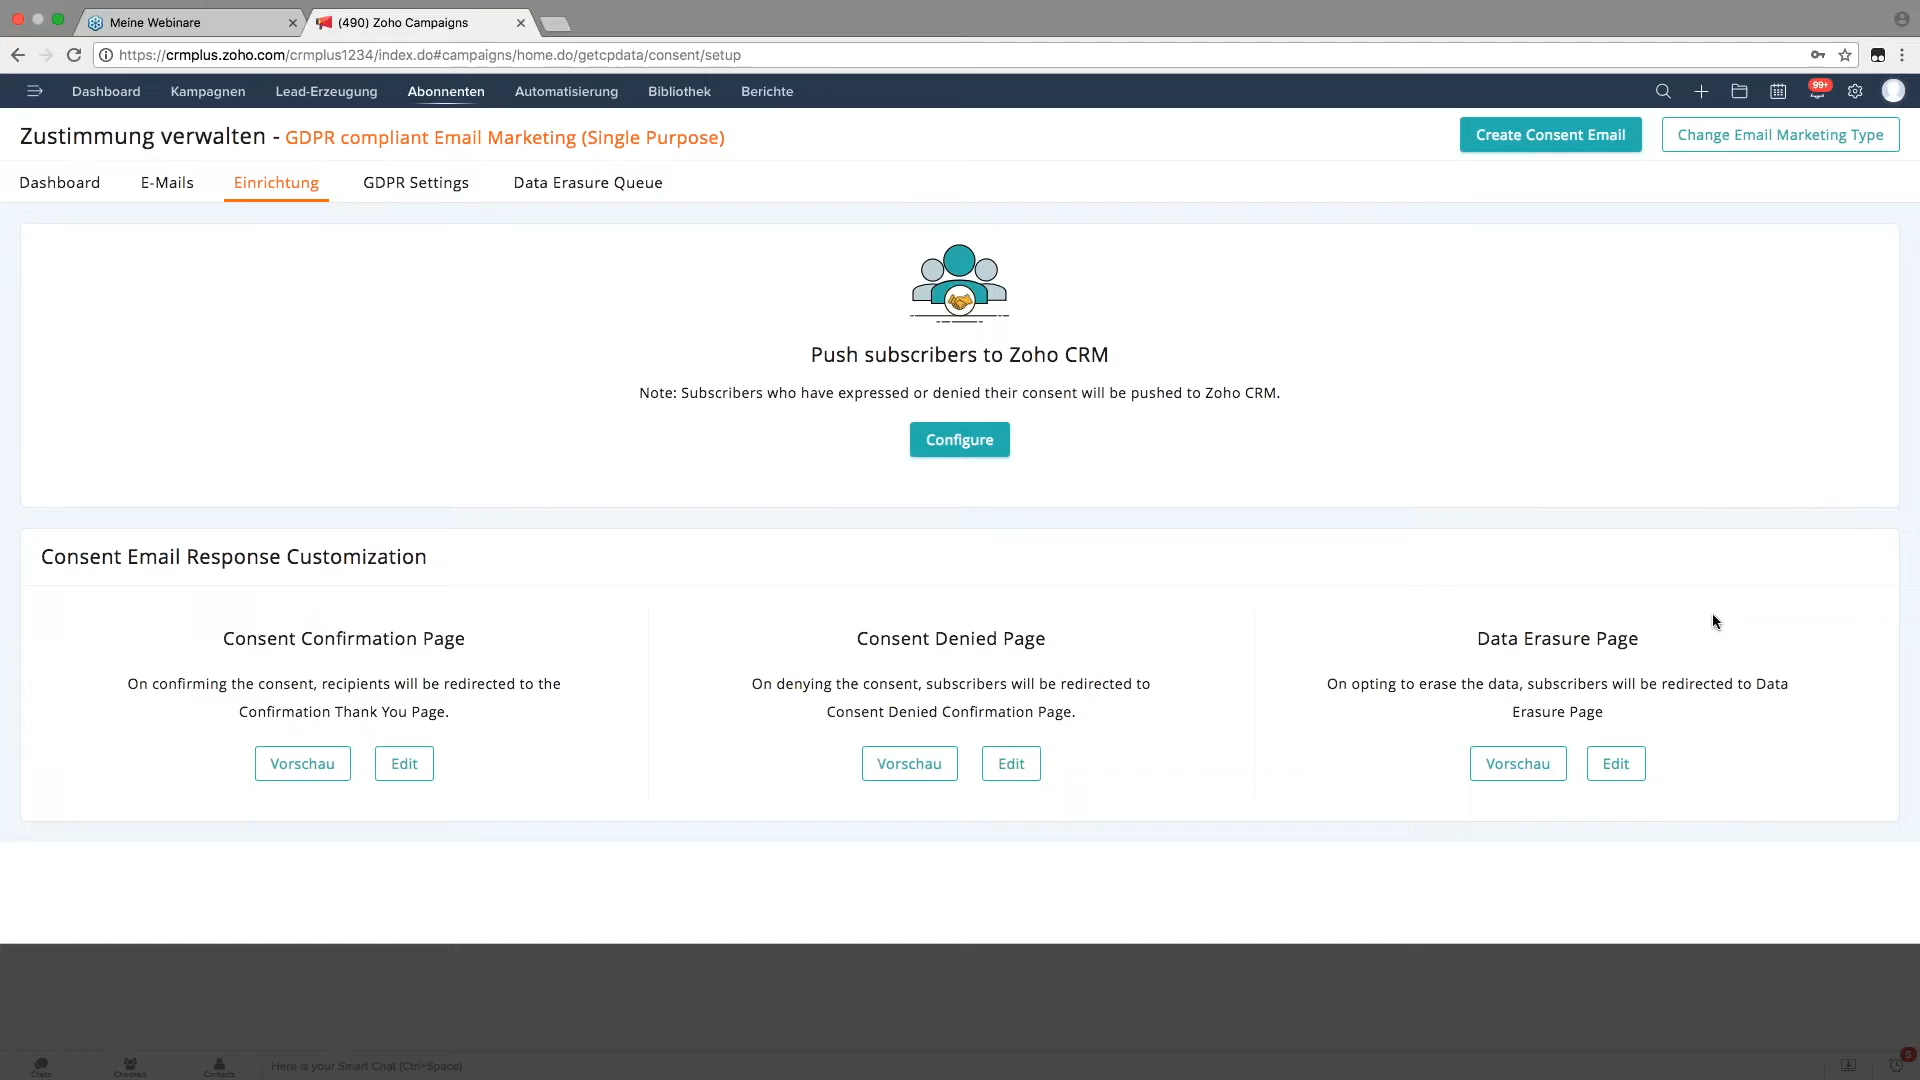 Meine Webinare
(490) Zoho Campaigns
https://crmplus.zoho.com/crmplus1234/index.do#campaigns/home.do/getcpdata/consent/setup
Dashboard Kampagnen Lead-Erzeugung Abonnenten Automatisierung Bibliothek Berichte
99+
Zustimmung verwalten - GDPR compliant Email Marketing (Single Purpose)
Create Consent Email
Change Email Marketing Type
Dashboard E-Mails Einrichtung GDPR Settings Data Erasure Queue
Push subscribers to Zoho CRM
Note: Subscribers who have expressed or denied their consent will be pushed to Zoho CRM.
Configure
Consent Email Response Customization
Consent Confirmation Page
On confirming the consent, recipients will be redirected to the
Confirmation Thank You Page.
Vorschau Edit
Consent Denied Page
On denying the consent, subscribers will be redirected to
Consent Denied Confirmation Page.
Vorschau Edit
Data Erasure Page
On opting to erase the data, subscribers will be redirected to Data
Erasure Page
Vorschau Edit
Chats Channels Contacts
Here is your Smart Chat (Ctrl+Space)
5